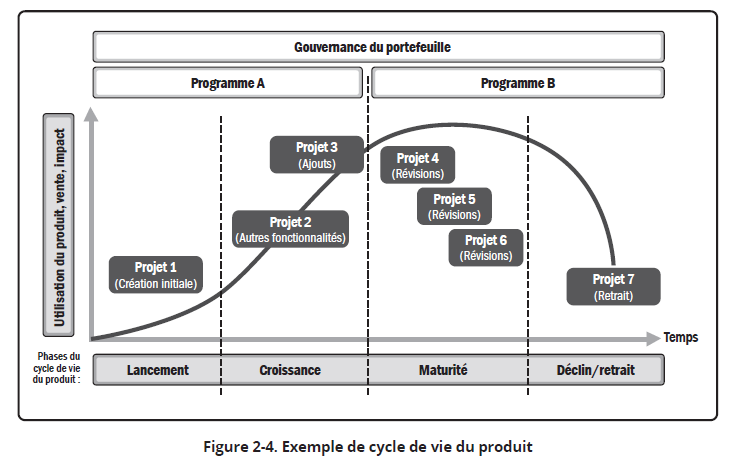 Gouvernance du portefeuille
Programme A
Programme B
Utilisation du produit, vente, impact
Projet 3
(Ajouts)
Projet 4
(Révisions)
Projet 5
(Révisions)
Projet 2
(Autres fonctionnalités)
Projet 6
(Révisions)
Projet 1
(Création initiale)
Projet 7
(Retrait)
Temps
Phases du
cycle de vie
du produit :
Lancement
Croissance
Maturité
Déclin/retrait
Figure 2-4. Exemple de cycle de vie du produit